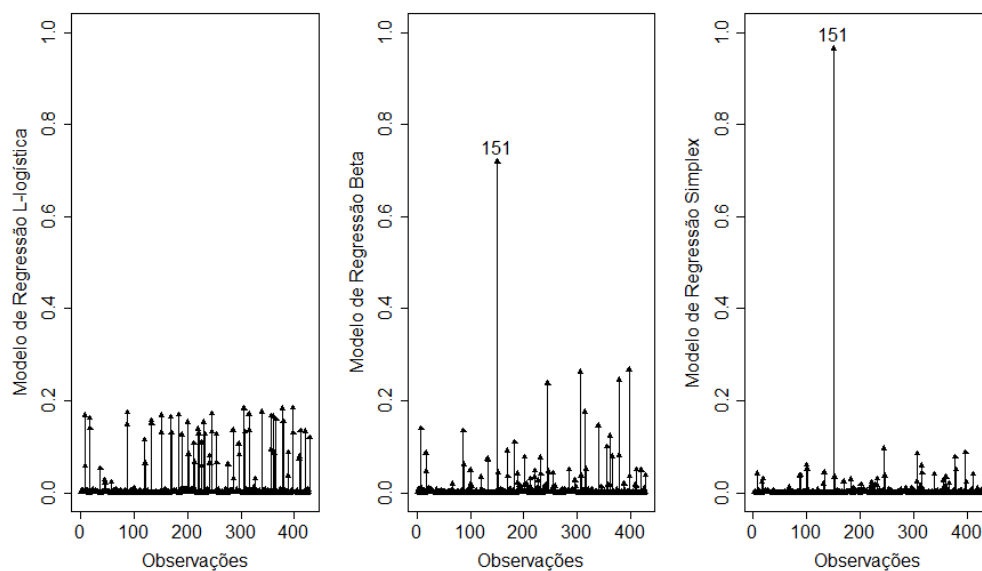 Modelo de Regressão L-logística
0.0 0.2 0.4 0.6 0.8 1.0
0 100 200 300 400
Observações
Modelo de Regressão Beta
0.0 0.2 0.4 0.6 0.8 1.0
151
0 100 200 300 400
Observações
Modelo de Regressão Simplex
0.0 0.2 0.4 0.6 0.8 1.0
151
0 100 200 300 400
Observações